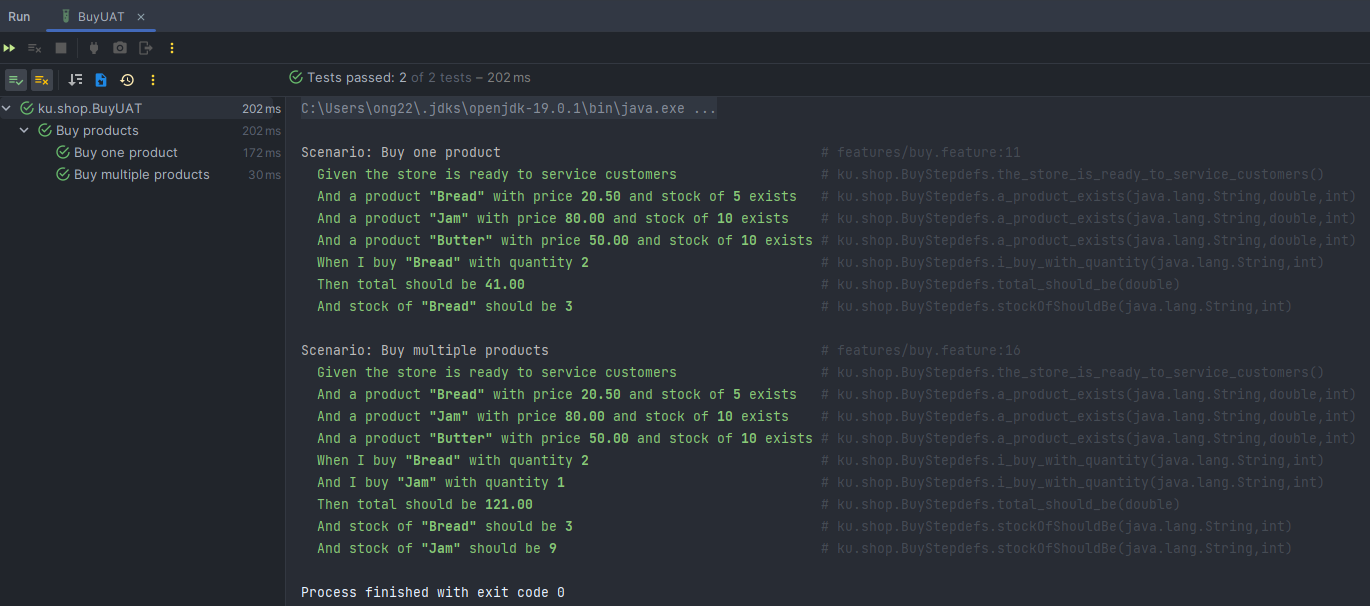 Run BuyUAT ×
Tests passed: 2 of 2 tests – 202 ms
ku.shop.BuyUAT 202 ms
Buy products 202 ms
Buy one product 172 ms
Buy multiple products 30 ms
C:\Users\ong22\.jdks\openjdk-19.0.1\bin\java.exe ...
Scenario: Buy one product # features/buy.feature:11
Given the store is ready to service customers # ku.shop.BuyStepdefs.the_store_is_ready_to_service_customers()
And a product "Bread" with price 20.50 and stock of 5 exists # ku.shop.BuyStepdefs.a_product_exists(java.lang.String,double,int)
And a product "Jam" with price 80.00 and stock of 10 exists # ku.shop.BuyStepdefs.a_product_exists(java.lang.String,double,int)
And a product "Butter" with price 50.00 and stock of 10 exists # ku.shop.BuyStepdefs.a_product_exists(java.lang.String,double,int)
When I buy "Bread" with quantity 2 # ku.shop.BuyStepdefs.i_buy_with_quantity(java.lang.String,int)
Then total should be 41.00 # ku.shop.BuyStepdefs.total_should_be(double)
And stock of "Bread" should be 3 # ku.shop.BuyStepdefs.stockOfShouldBe(java.lang.String,int)
Scenario: Buy multiple products # features/buy.feature:16
Given the store is ready to service customers # ku.shop.BuyStepdefs.the_store_is_ready_to_service_customers()
And a product "Bread" with price 20.50 and stock of 5 exists # ku.shop.BuyStepdefs.a_product_exists(java.lang.String,double,int)
And a product "Jam" with price 80.00 and stock of 10 exists # ku.shop.BuyStepdefs.a_product_exists(java.lang.String,double,int)
And a product "Butter" with price 50.00 and stock of 10 exists # ku.shop.BuyStepdefs.a_product_exists(java.lang.String,double,int)
When I buy "Bread" with quantity 2 # ku.shop.BuyStepdefs.i_buy_with_quantity(java.lang.String,int)
And I buy "Jam" with quantity 1 # ku.shop.BuyStepdefs.i_buy_with_quantity(java.lang.String,int)
Then total should be 121.00 # ku.shop.BuyStepdefs.total_should_be(double)
And stock of "Bread" should be 3 # ku.shop.BuyStepdefs.stockOfShouldBe(java.lang.String,int)
And stock of "Jam" should be 9 # ku.shop.BuyStepdefs.stockOfShouldBe(java.lang.String,int)
Process finished with exit code 0